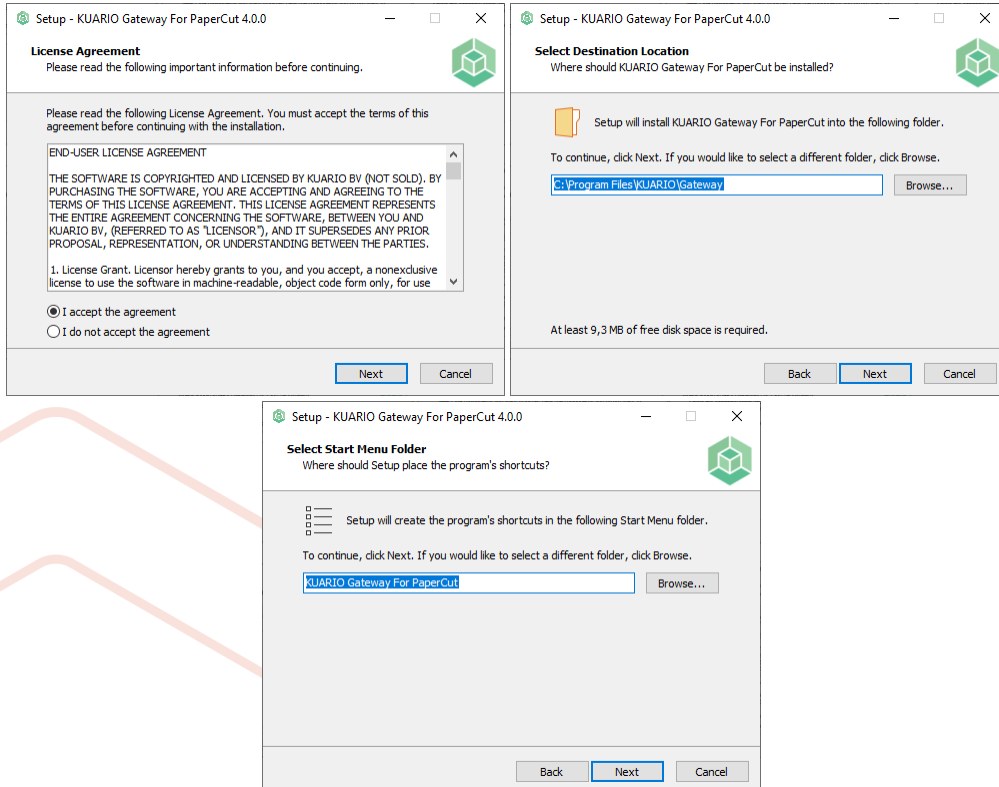 Setup - KUARIO Gateway For PaperCut 4.0.0
License Agreement
Please read the following important information before continuing.
Please read the following License Agreement. You must accept the terms of this
agreement before continuing with the installation.
END-USER LICENSE AGREEMENT
THE SOFTWARE IS COPYRIGHTED AND LICENSED BY KUARIO BV (NOT SOLD). BY
PURCHASING THE SOFTWARE, YOU ARE ACCEPTING AND AGREEING TO THE
TERMS OF THIS LICENSE AGREEMENT. THIS LICENSE AGREEMENT REPRESENTS
THE ENTIRE AGREEMENT CONCERNING THE SOFTWARE, BETWEEN YOU AND
KUARIO BV, (REFERRED TO AS "LICENSOR"), AND IT SUPERSEDES ANY PRIOR
PROPOSAL, REPRESENTATION, OR UNDERSTANDING BETWEEN THE PARTIES.
1. License Grant. Licensor hereby grants to you, and you accept, a nonexclusive
license to use the software in machine-readable, object code form only, for use
I accept the agreement
I do not accept the agreement
Next
Cancel
Setup - KUARIO Gateway For PaperCut 4.0.0
Select Destination Location
Where should KUARIO Gateway For PaperCut be installed?
Setup will install KUARIO Gateway For PaperCut into the following folder.
To continue, click Next. If you would like to select a different folder, click Browse.
C:\Program Files\KUARIO\Gateway
Browse...
At least 9,3 MB of free disk space is required.
Back
Next
Cancel
Setup - KUARIO Gateway For PaperCut 4.0.0
Select Start Menu Folder
Where should Setup place the program's shortcuts?
Setup will create the program's shortcuts in the following Start Menu folder.
To continue, click Next. If you would like to select a different folder, click Browse.
KUARIO Gateway For PaperCut
Browse...
Back
Next
Cancel